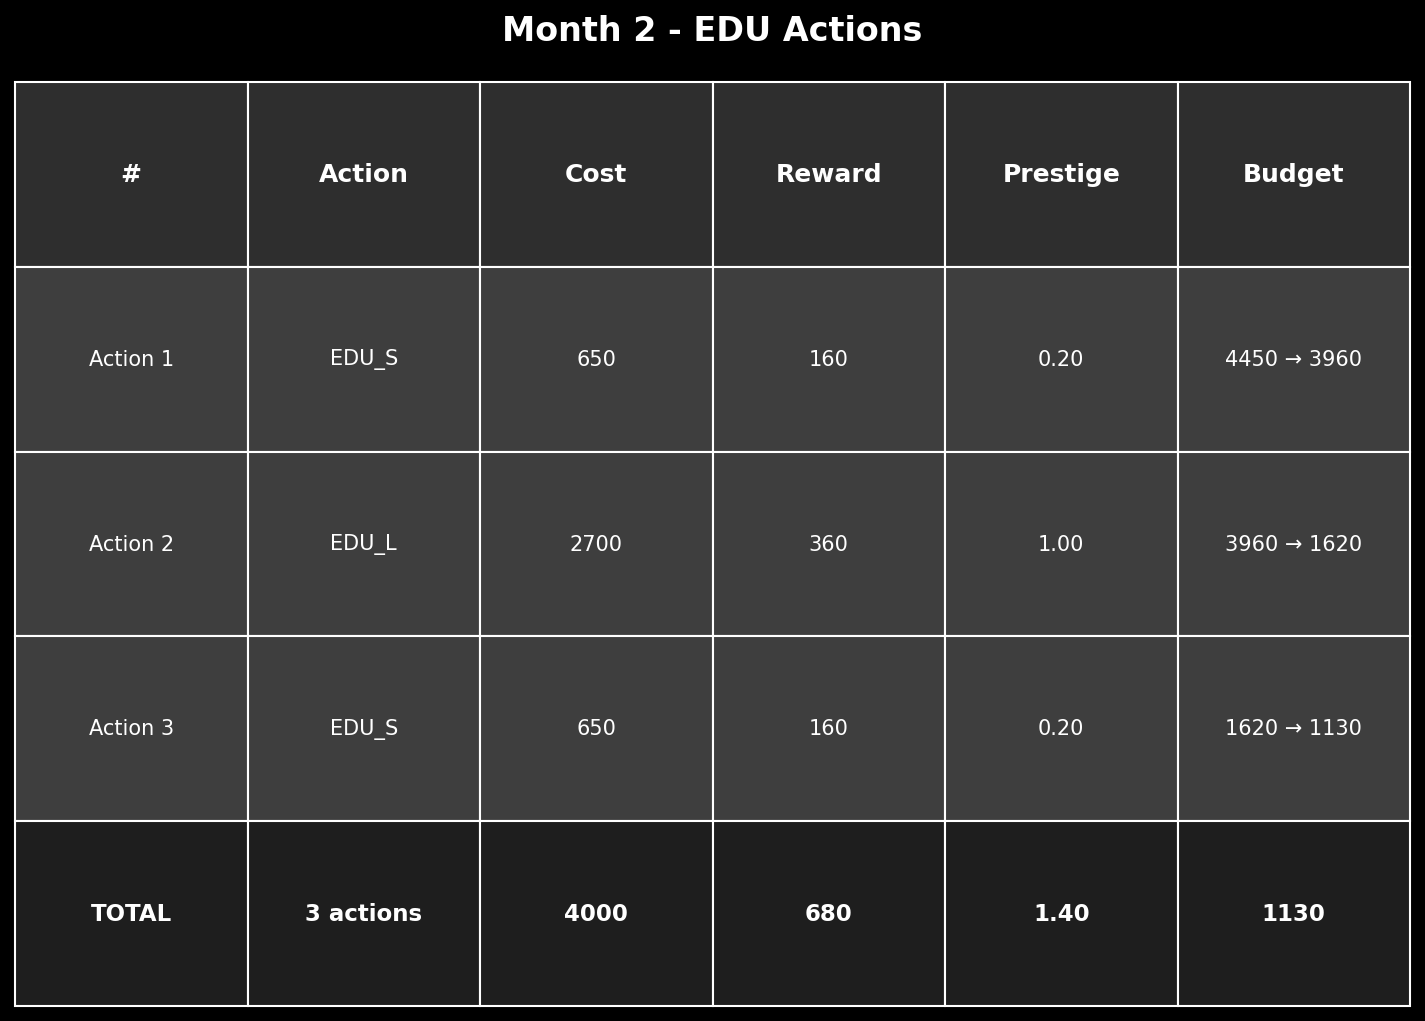 Month 2 - EDU Actions
# Action Cost Reward Prestige Budget
Action 1 EDU_S 650 160 0.20 4450 → 3960
Action 2 EDU_L 2700 360 1.00 3960 → 1620
Action 3 EDU_S 650 160 0.20 1620 → 1130
TOTAL 3 actions 4000 680 1.40 1130